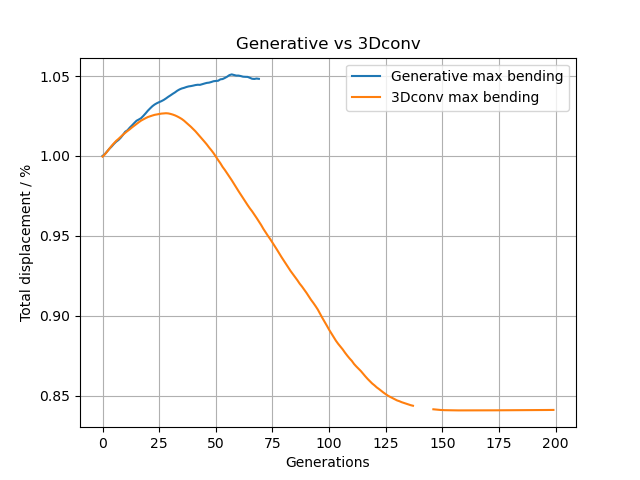 Generative vs 3Dconv
Generative max bending
3Dconv max bending
Total displacement / %
1.05
1.00
0.95
0.90
0.85
0 25 50 75 100 125 150 175 200
Generations